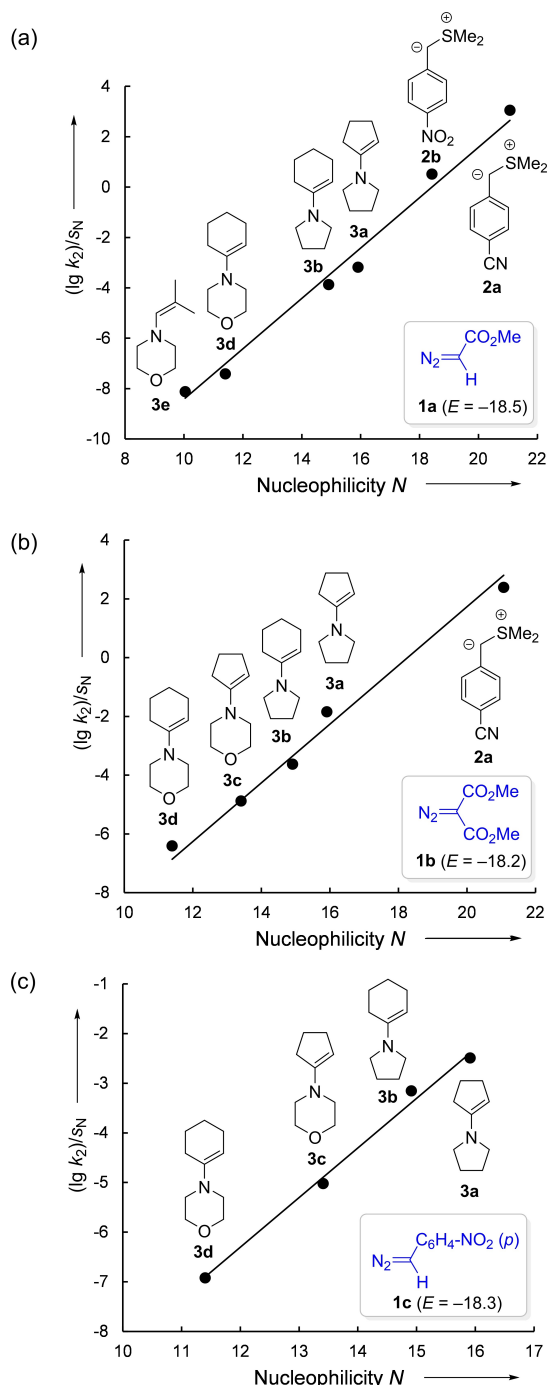 (a)
⊕
⊖
SMe2
NO2
2b
⊕
⊖
SMe2
CN
2a
N
3a
N
3b
N
O
3d
N
O
3e
4
2
0
-2
-4
-6
-8
-10
(lg k2)/sN
8 10 12 14 16 18 20 22
Nucleophilicity N
CO2Me
N2
H
1a (E = –18.5)
(b)
4
2
0
-2
-4
-6
-8
(lg k2)/sN
N
3a
N
3b
N
O
3c
N
O
3d
⊕
⊖
SMe2
CN
2a
CO2Me
N2
CO2Me
1b (E = –18.2)
10 12 14 16 18 20 22
Nucleophilicity N
(c)
-1
-2
-3
-4
-5
-6
-7
-8
(lg k2)/sN
N
3b
N
O
3c
N
3a
N
O
3d
C6H4-NO2 (p)
N2
H
1c (E = –18.3)
10 11 12 13 14 15 16 17
Nucleophilicity N